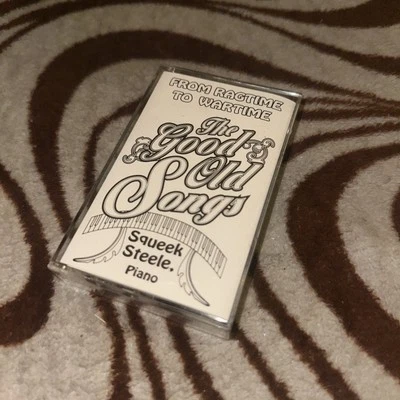 FROM RAGTIME
TO WARTIME
The
Good
Old
Songs
Squeek
Steele,
Piano